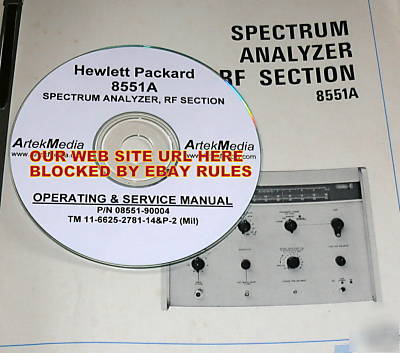 SPECTRUM
ANALYZER
RF SECTION
8551A
Hewlett Packard
8551A
SPECTRUM ANALYZER, RF SECTION
ArtekMedia
ArtekMedia
OUR WEB SITE URL HERE
BLOCKED BY EBAY RULES
OPERATING & SERVICE MANUAL
P/N 08551-90004
TM 11-6625-2781-14&P-2 (Mil)